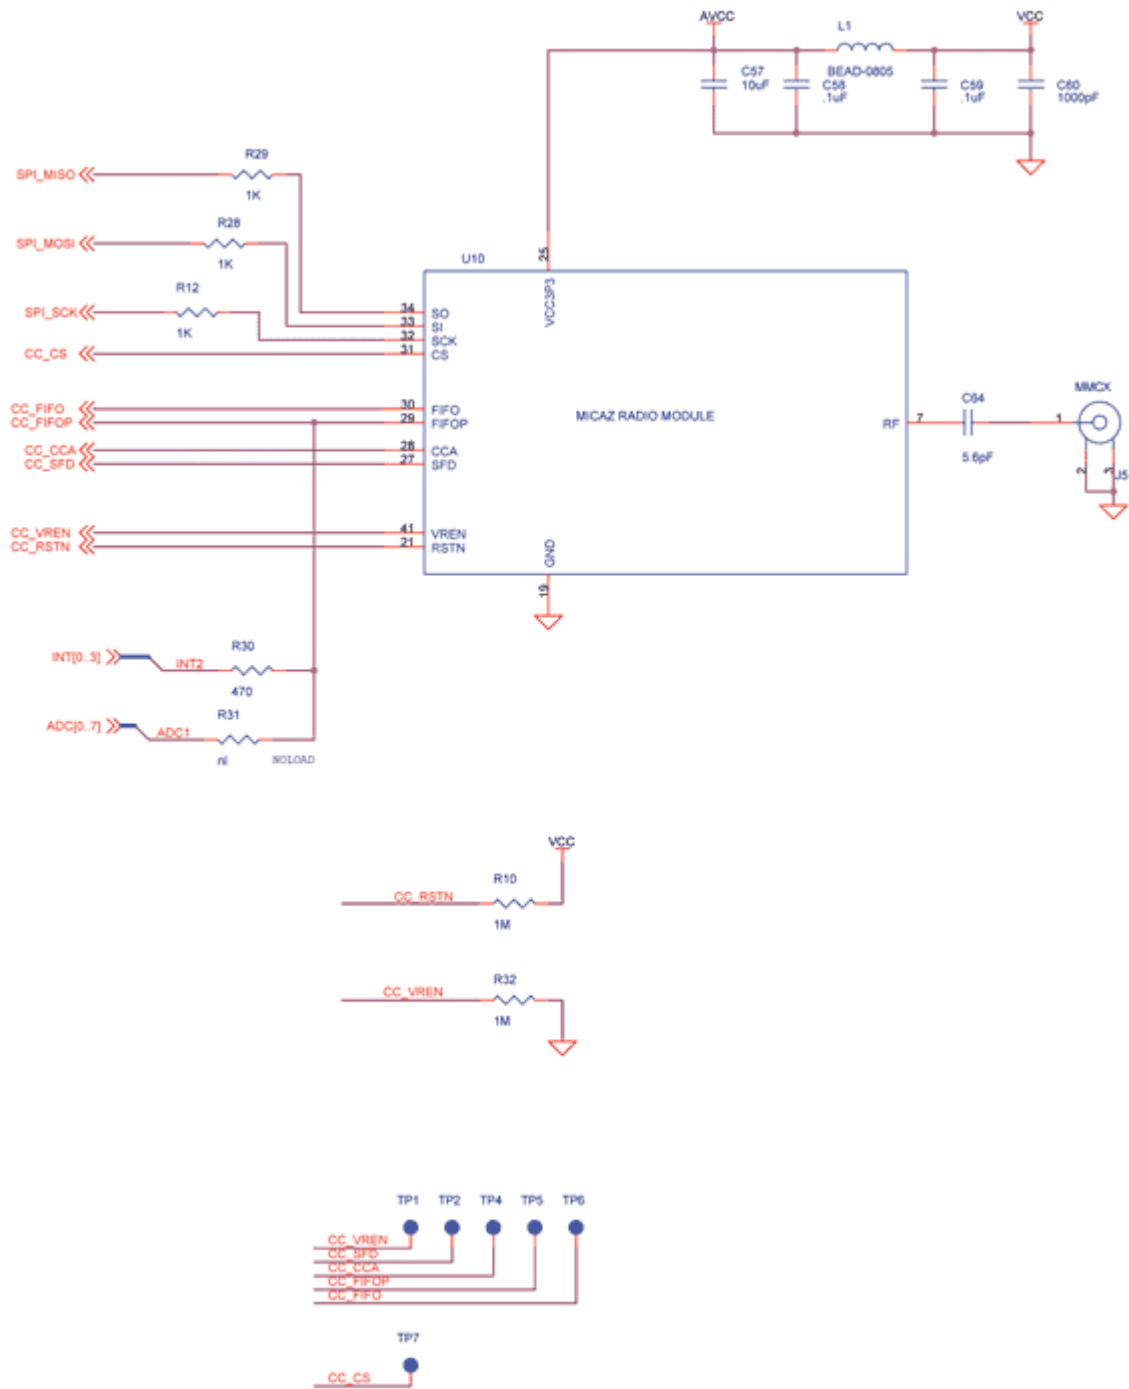 AVCC
L1
VCC
C57
10uF
BEAD-0805
C58
.1uF
C59
.1uF
C60
1000pF
R29
SPI_MISO
1K
R28
SPI_MOSI
1K
R12
SPI_SCK
1K
CC_CS
U10
25
VCC3P3
34 SO
33 SI
32 SCK
31 CS
CC_FIFO 30 FIFO
CC_FIFOP 29 FIFOP
CC_CCA 28 CCA
CC_SFD 27 SFD
CC_VREN 41 VREN
CC_RSTN 21 RSTN
MICAZ RADIO MODULE
RF 7
C64
5.6pF
MMCX
1
2
3
J5
GND
19
R30
INT[0..3] INT2
470
R31
ADC[0..7] ADC1
nl NOLOAD
VCC
R10
CC_RSTN
1M
R32
CC_VREN
1M
TP1 TP2 TP4 TP5 TP6
CC_VREN
CC_SFD
CC_CCA
CC_FIFOP
CC_FIFO
TP7
CC_CS